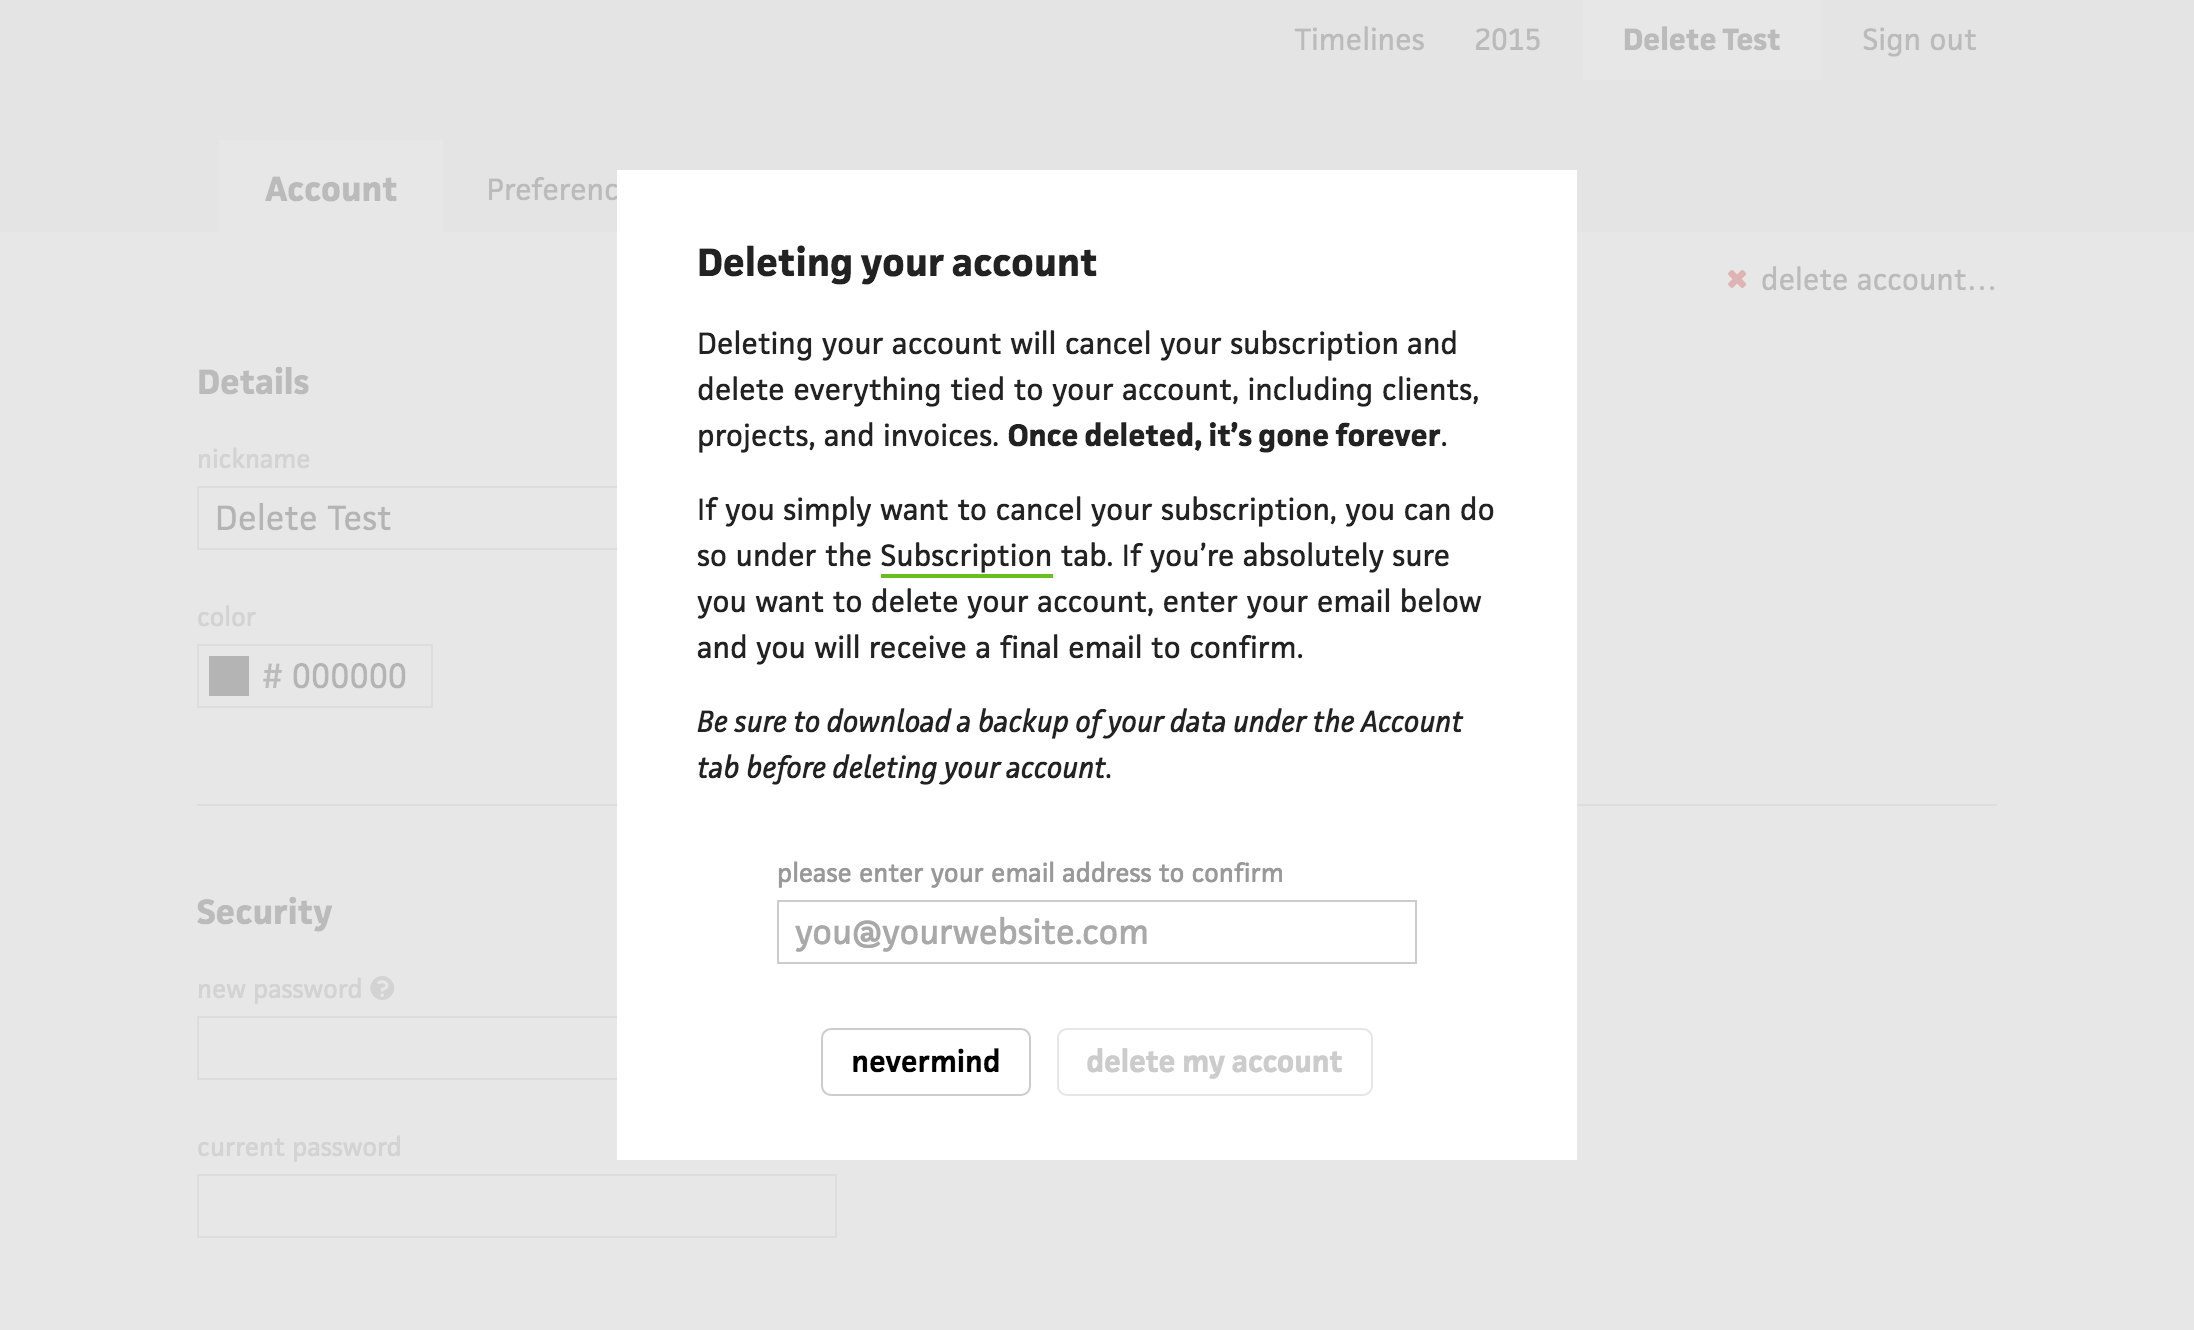 Timelines 2015 Delete Test Sign out
Account Preferenc
✖ delete account...
Details
nickname
Delete Test
color
# 000000
Security
new password ?
current password
Deleting your account
Deleting your account will cancel your subscription and
delete everything tied to your account, including clients,
projects, and invoices. Once deleted, it’s gone forever.
If you simply want to cancel your subscription, you can do
so under the Subscription tab. If you’re absolutely sure
you want to delete your account, enter your email below
and you will receive a final email to confirm.
Be sure to download a backup of your data under the Account
tab before deleting your account.
please enter your email address to confirm
you@yourwebsite.com
nevermind delete my account